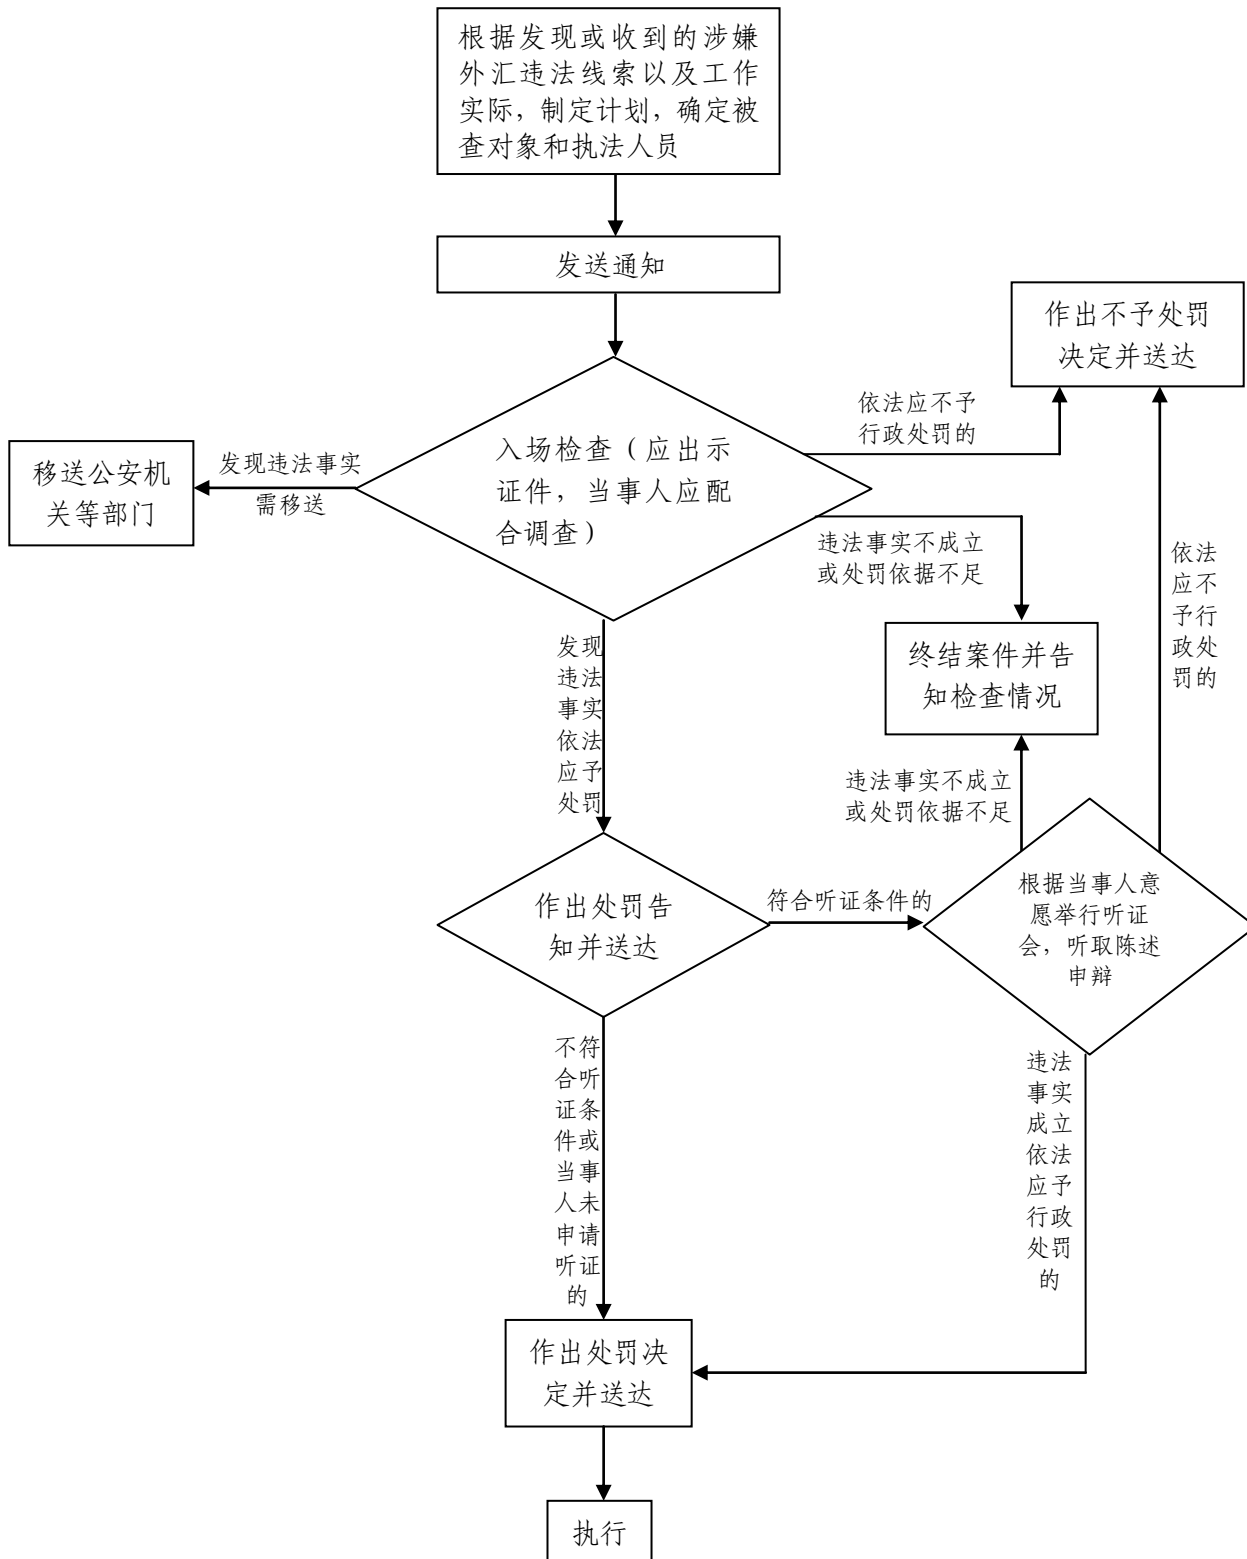 根据发现或收到的涉嫌
外汇违法线索以及工作
实际，制定计划，确定被
查对象和执法人员
发送通知
作出不予处罚
决定并送达
依法应不予
行政处罚的
入场检查（应出示
证件，当事人应配
合调查）
发现违法事实
需移送
移送公安机
关等部门
违法事实不成立
或处罚依据不足
依法
应不
予行
政处
罚的
终结案件并告
知检查情况
发现
违法
事实
依法
应予
处罚
违法事实不成立
或处罚依据不足
作出处罚告
知并送达
符合听证条件的
根据当事人意
愿举行听证
会，听取陈述
申辩
不符
合听
证条
件或
当事
人未
申请
听证
的
违法
事实
成立
依法
应予
行政
处罚
的
作出处罚决
定并送达
执行